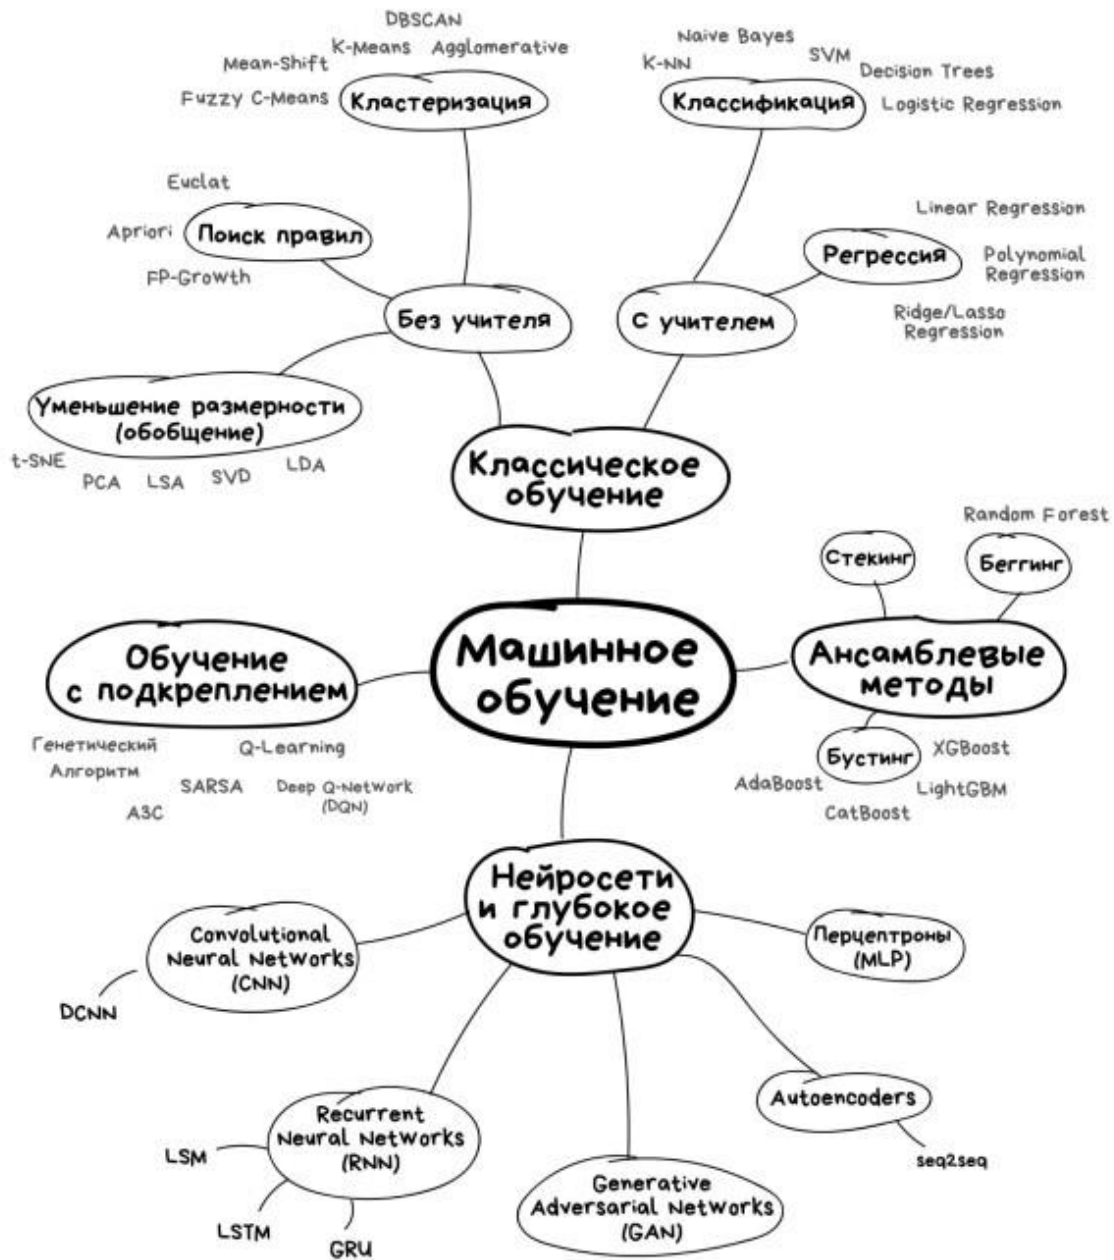 DBSCAN
K-Means Agglomerative
Mean-Shift
Fuzzy C-Means
Кластеризация
Naive Bayes
K-NN
SVM
Decision Trees
Классификация
Logistic Regression
Euclat
Apriori
Поиск правил
FP-Growth
Linear Regression
Регрессия
Polynomial
Regression
Ridge/Lasso
Regression
Без учителя
С учителем
Уменьшение размерности
(обобщение)
t-SNE
PCA
LSA
SVD
LDA
Классическое
обучение
Random Forest
Стекинг
Беггинг
Обучение
с подкреплением
Машинное
обучение
Ансамблевые
методы
Генетический
Алгоритм
Q-Learning
SARSA
Deep Q-Network
(DQN)
A3C
Бустинг
XGBoost
AdaBoost
LightGBM
CatBoost
Нейросети
и глубокое
обучение
Convolutional
Neural Networks
(CNN)
DCNN
Перцептроны
(MLP)
Autoencoders
seq2seq
Recurrent
Neural Networks
(RNN)
LSM
LSTM
GRU
Generative
Adversarial Networks
(GAN)